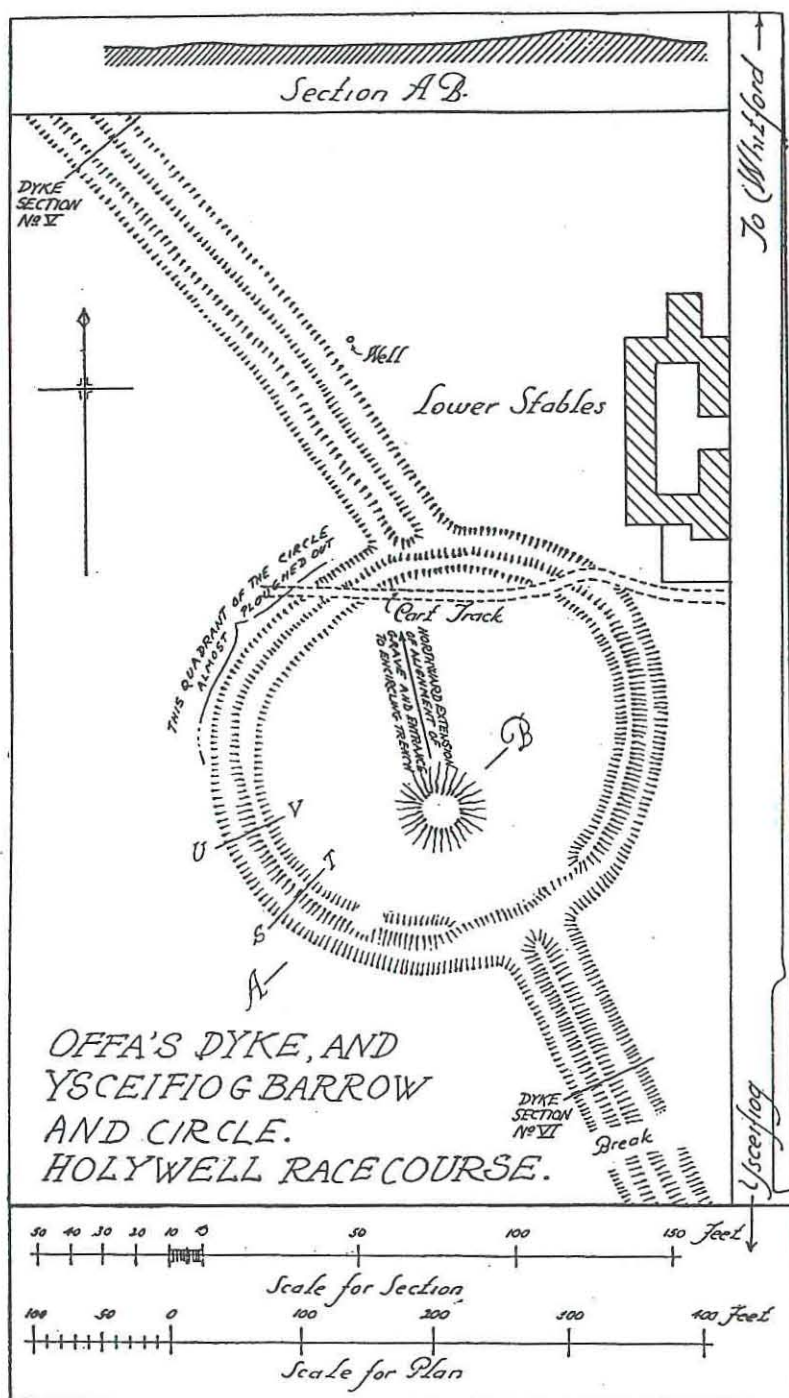 Section A B.
To Whitford
DYKE
SECTION
No V
Well
Lower Stables
THIS QUADRANT OF THE CIRCLE
ALMOST PLOUGHED OUT
Cart Track
NORTHWARD EXTENSION
OF ALIGNMENT OF
GRAVE AND ENTRANCE
TO ENCIRCLING TRENCH
B
V
U
T
S
A
OFFA'S DYKE, AND
YSCEIFIOG BARROW
AND CIRCLE.
HOLYWELL RACECOURSE.
DYKE
SECTION
No VI
Break
Ysceifiog
50 40 30 20 10 0 50 100 150 Feet
Scale for Section
100 50 0 100 200 300 400 Feet
Scale for Plan